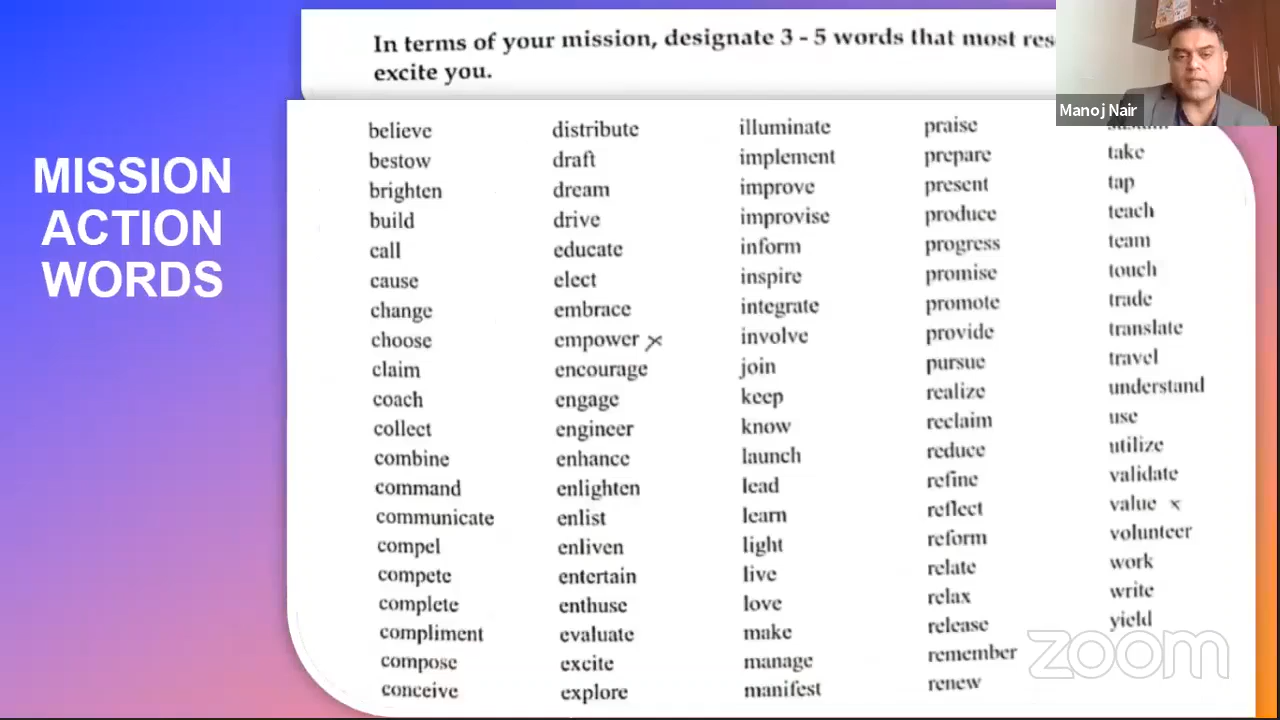 MISSION
ACTION
WORDS
In terms of your mission, designate 3 - 5 words that most
excite you.
believe
bestow
brighten
build
call
cause
change
choose
claim
coach
collect
combine
command
communicate
compel
compete
complete
compliment
compose
conceive
distribute
draft
dream
drive
educate
elect
embrace
empower x
encourage
engage
engineer
enhance
enlighten
enlist
enliven
entertain
enthuse
evaluate
excite
explore
illuminate
implement
improve
improvise
inform
inspire
integrate
involve
join
keep
know
launch
lead
learn
light
live
love
make
manage
manifest
praise
prepare
present
produce
progress
promise
promote
provide
pursue
realize
reclaim
reduce
refine
reflect
reform
relate
relax
release
remember
renew
take
tap
teach
team
touch
trade
translate
travel
understand
use
utilize
validate
value x
volunteer
work
write
yield
Manoj Nair
zoom